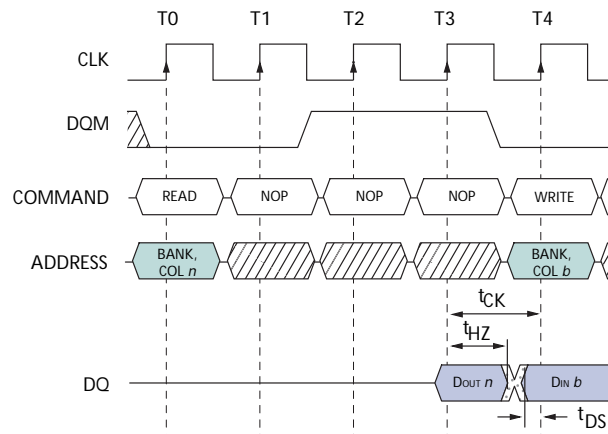 T0 T1 T2 T3 T4
CLK
DQM
COMMAND READ NOP NOP NOP WRITE
ADDRESS BANK, COL n BANK, COL b
tCK
tHZ
DQ DOUT n DIN b
tDS